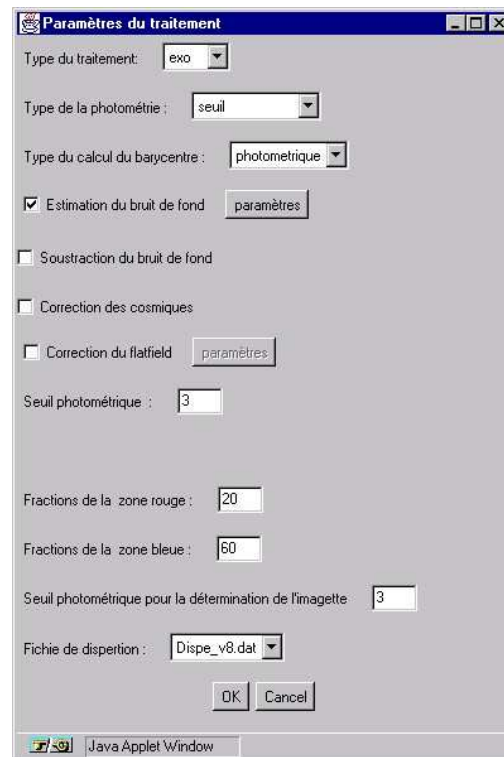 Paramètres du traitement
Type du traitement: exo
Type de la photométrie : seuil
Type du calcul du barycentre : photometrique
Estimation du bruit de fond paramètres
Soustraction du bruit de fond
Correction des cosmiques
Correction du flatfield paramètres
Seuil photométrique : 3
Fractions de la zone rouge : 20
Fractions de la zone bleue : 60
Seuil photométrique pour la détermination de l'imagette 3
Fichie de dispertion : Dispe_v8.dat
OK Cancel
Java Applet Window